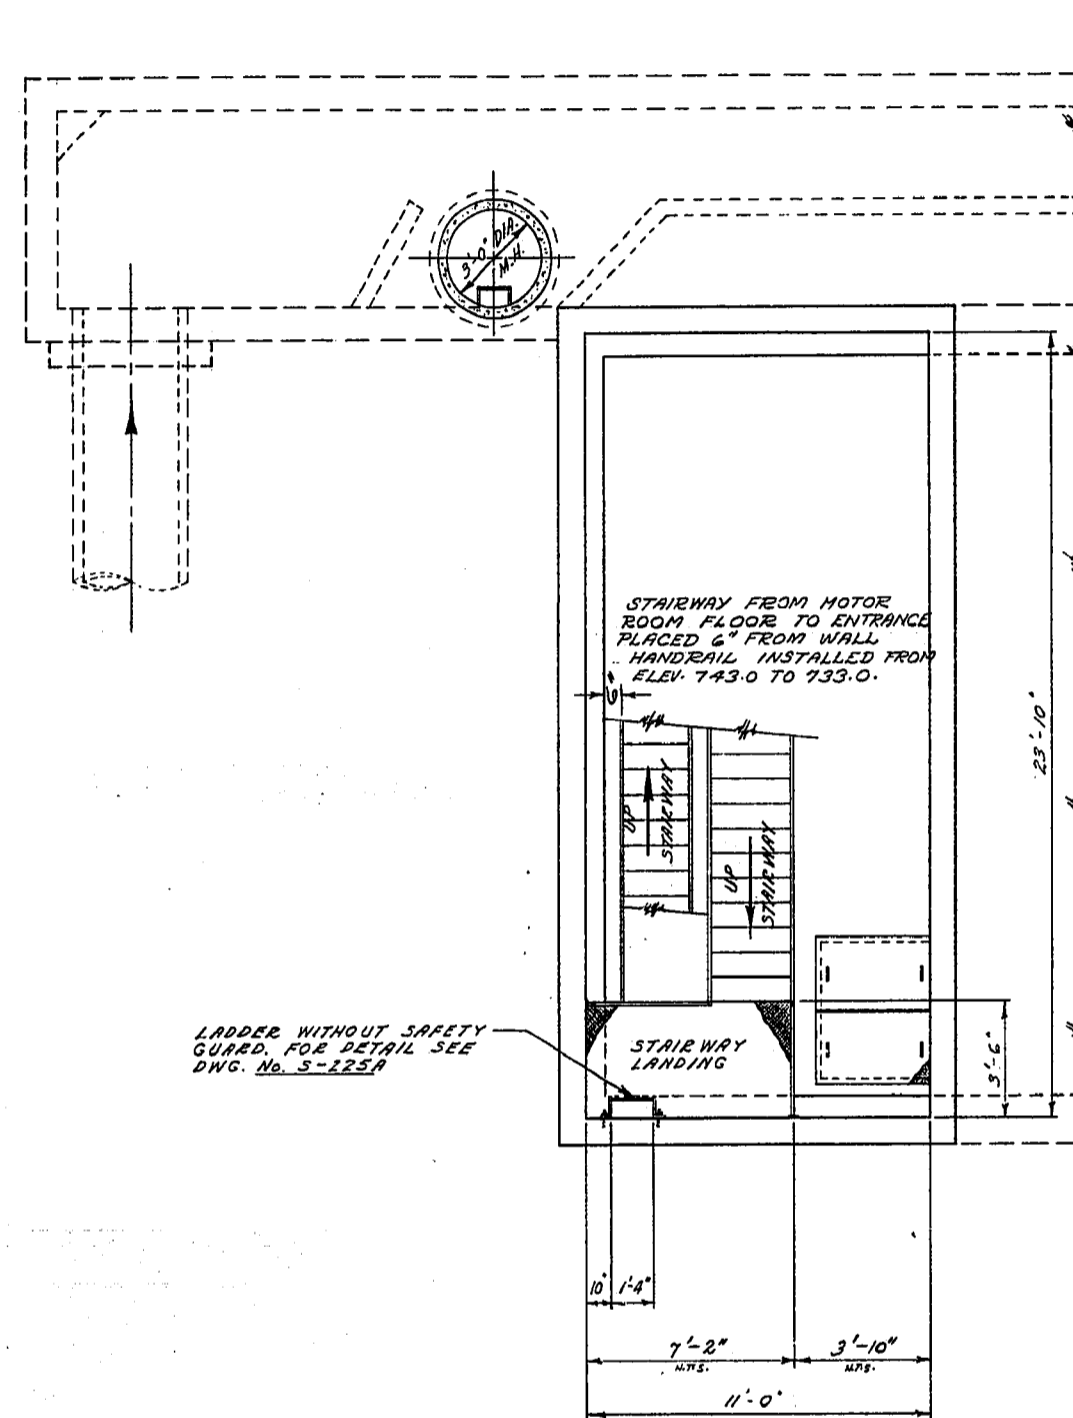 3'-0" DIA.
M.H.
STAIRWAY FROM MOTOR
ROOM FLOOR TO ENTRANCE
PLACED 6" FROM WALL
HANDRAIL INSTALLED FROM
ELEV. 743.0 TO 733.0.
6"
UP
STAIRWAY
UP
STAIRWAY
23'-10"
LADDER WITHOUT SAFETY
GUARD. FOR DETAIL SEE
DWG. No. S-225A
STAIRWAY
LANDING
3'-6"
10"
1'-4"
7'-2"
N.T.S.
3'-10"
N.T.S.
11'-0"